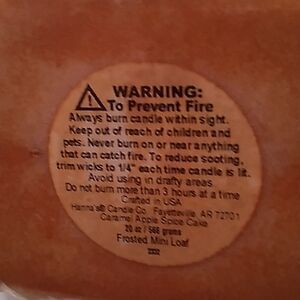 WARNING:
To Prevent Fire
Always burn candle within sight.
Keep out of reach of children and
pets. Never burn on or near anything
that can catch fire. To reduce sooting,
trim wicks to 1/4" each time candle is lit.
Avoid using in drafty areas
Do not burn more than 3 hours at a time
Crafted in USA
Hanna's® Candle Co. Fayetteville, AR 72701
Caramel Apple Spice Cake
20 oz / 566 grams
Frosted Mini Loaf